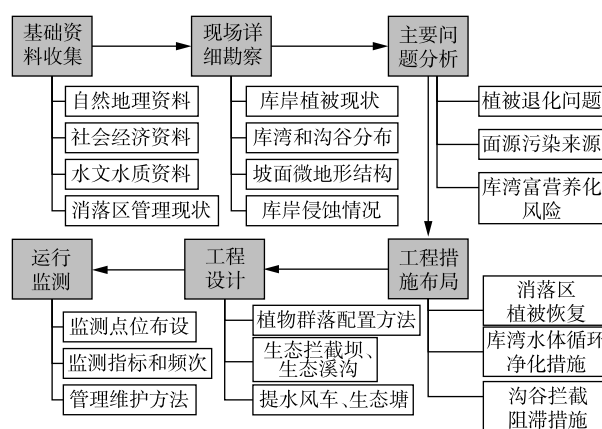 基础资
料收集
现场详
细勘察
主要问
题分析
自然地理资料
社会经济资料
水文水质资料
消落区管理现状
库岸植被现状
库湾和沟谷分布
坡面微地形结构
库岸侵蚀情况
植被退化问题
面源污染来源
库湾富营养化
风险
运行
监测
工程
设计
工程措
施布局
监测点位布设
监测指标和频次
管理维护方法
植物群落配置方法
生态拦截坝、
生态溪沟
提水风车、生态塘
消落区
植被恢复
库湾水体循环
净化措施
沟谷拦截
阻滞措施